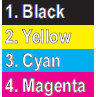 1. Black
2. Yellow
3. Cyan
4. Magenta